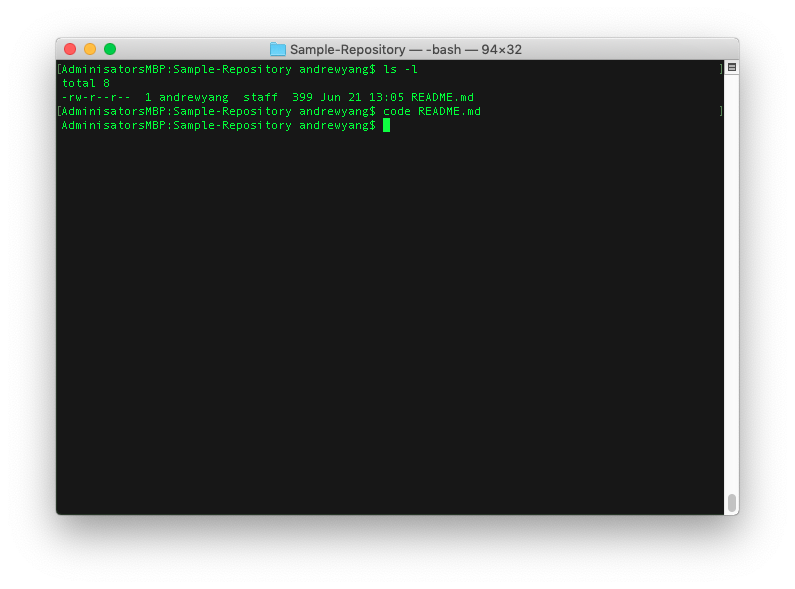 Sample-Repository — -bash — 94×32
[AdminisatorsMBP:Sample-Repository andrewyang$ ls -l ]
total 8
-rw-r--r--  1 andrewyang  staff  399 Jun 21 13:05 README.md
[AdminisatorsMBP:Sample-Repository andrewyang$ code README.md ]
AdminisatorsMBP:Sample-Repository andrewyang$